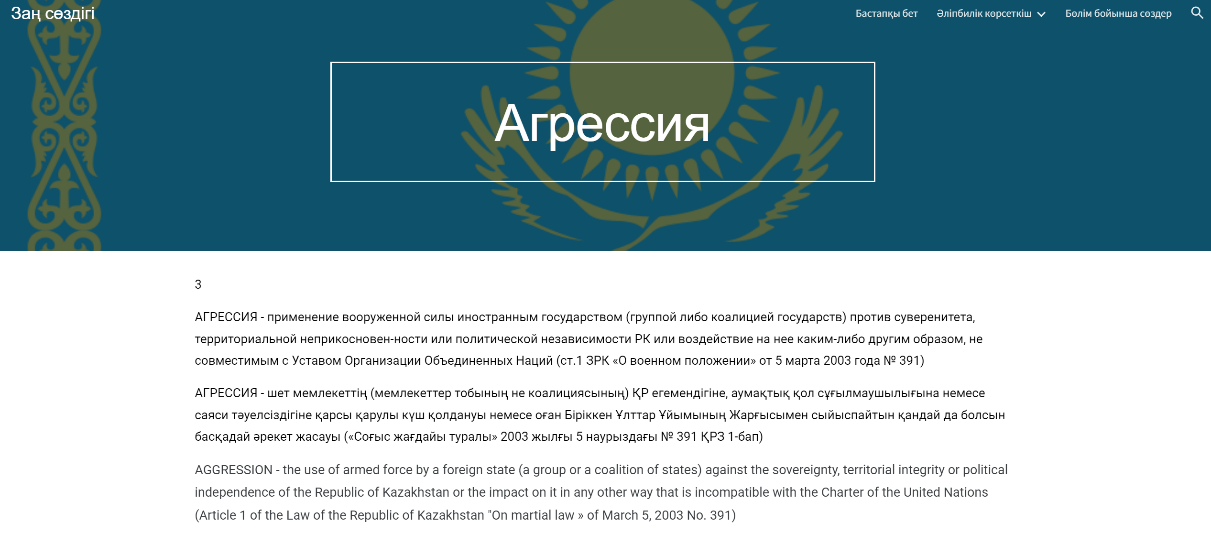 Заң сөздігі
Бастапқы бет
Әліпбилік көрсеткіш
Бөлім бойынша сөздер
Агрессия
3
АГРЕССИЯ - применение вооруженной силы иностранным государством (группой либо коалицией государств) против суверенитета,
территориальной неприкосновен-ности или политической независимости РК или воздействие на нее каким-либо другим образом, не
совместимым с Уставом Организации Объединенных Наций (ст.1 ЗРК «О военном положении» от 5 марта 2003 года № 391)
АГРЕССИЯ - шет мемлекеттің (мемлекеттер тобының не коалициясының) ҚР егемендігіне, аумақтық қол сұғылмаушылығына немесе
саяси тәуелсіздігіне қарсы қарулы күш қолдануы немесе оған Біріккен Ұлттар Ұйымының Жарғысымен сыйыспайтын қандай да болсын
басқадай әрекет жасауы («Соғыс жағдайы туралы» 2003 жылғы 5 наурыздағы № 391 ҚРЗ 1-бап)
AGGRESSION - the use of armed force by a foreign state (a group or a coalition of states) against the sovereignty, territorial integrity or political
independence of the Republic of Kazakhstan or the impact on it in any other way that is incompatible with the Charter of the United Nations
(Article 1 of the Law of the Republic of Kazakhstan "On martial law » of March 5, 2003 No. 391)